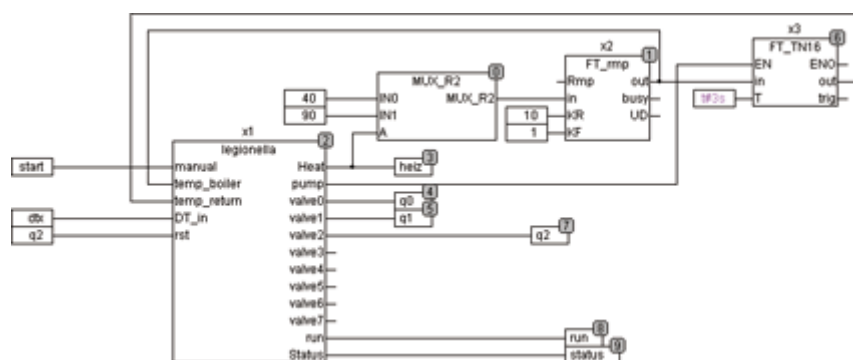 x3
6
x2
FT_TN16
1
0
FT_rmp
EN ENO
MUX_R2
Rmp out
in out
40 IN0 MUX_R2
in busy
t#3s T trig
90 IN1
10 KR UD
x1
A
1 KF
2
legionella
3
start manual Heat heiz
temp_boiler pump
4
temp_return valve0 q0
5
dtx DT_in valve1 q1
7
q2 rst valve2 q2
valve3
valve4
valve5
valve6
valve7
8
run run
9
Status status